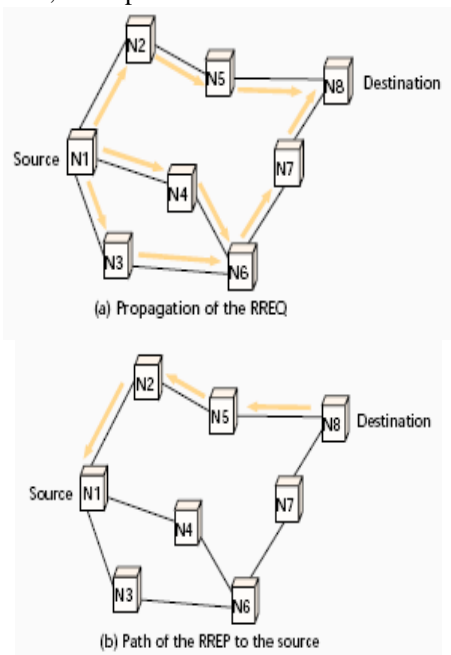 N2
N5
N8
Destination
Source
N1
N4
N7
N3
N6
(a) Propagation of the RREQ
N2
N5
N8
Destination
Source
N1
N4
N7
N3
N6
(b) Path of the RREP to the source